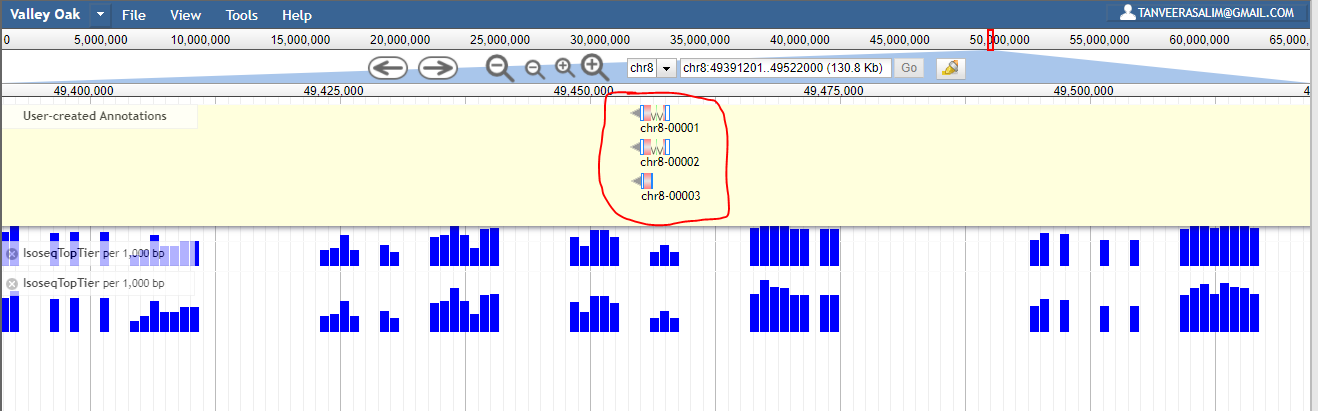 Valley Oak File View Tools Help TANVEERASALIM@GMAIL.COM
0 5,000,000 10,000,000 15,000,000 20,000,000 25,000,000 30,000,000 35,000,000 40,000,000 45,000,000 50,000,000 55,000,000 60,000,000 65,000,
chr8 chr8:49391201..49522000 (130.8 Kb) Go
49,400,000 49,425,000 49,450,000 49,475,000 49,500,000 4
User-created Annotations
chr8-00001
chr8-00002
chr8-00003
IsoseqTopTier per 1,000 bp
IsoseqTopTier per 1,000 bp